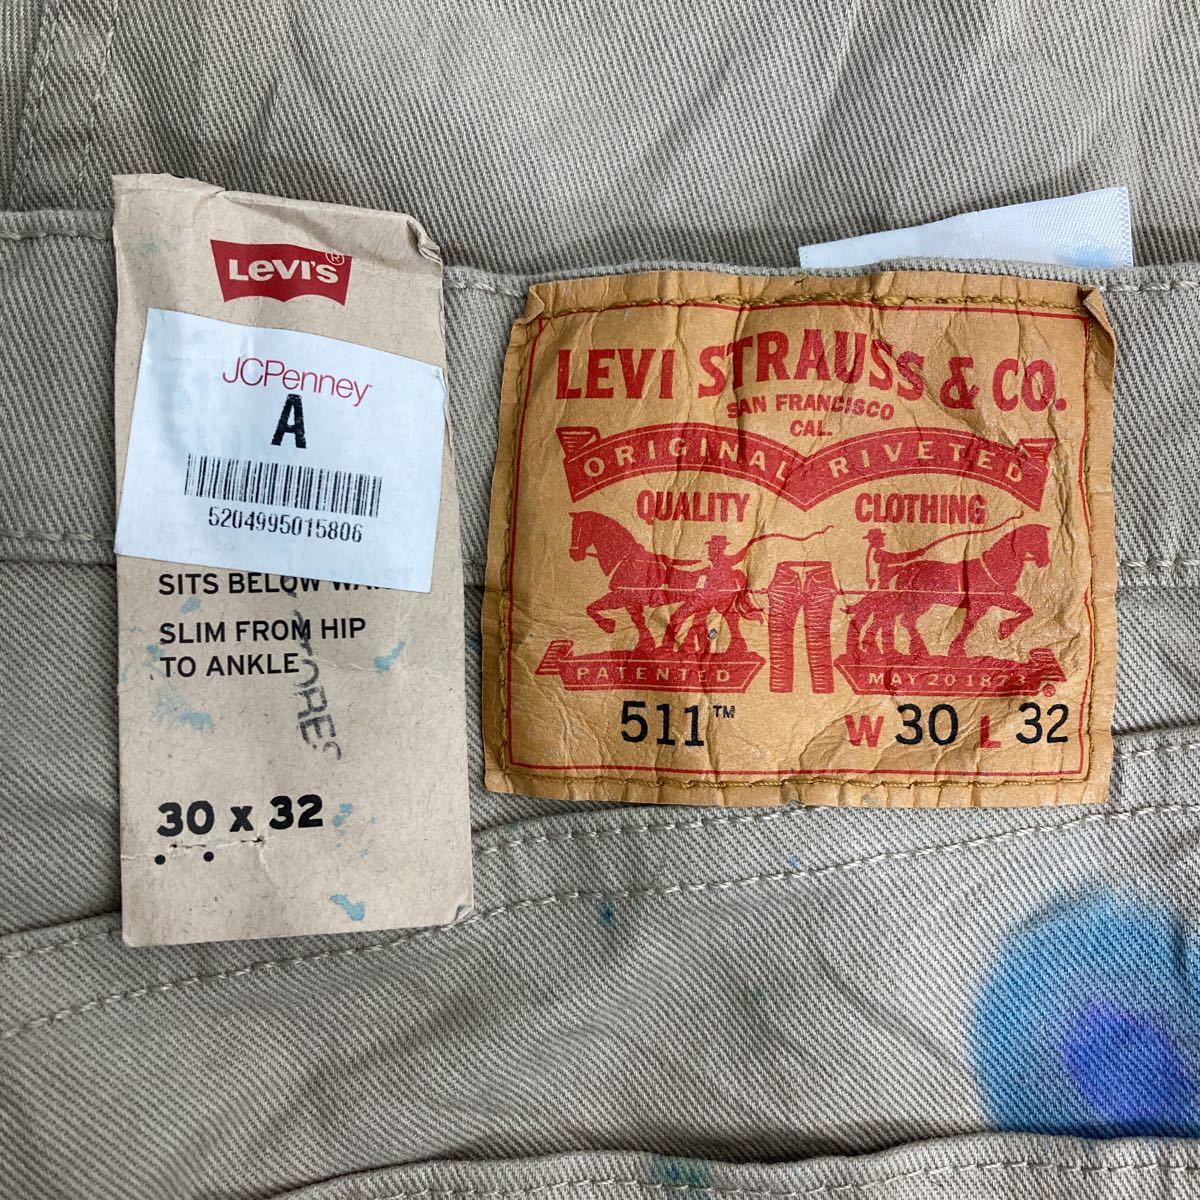 LEVI'S®
JCPenney
A
5204995015806
SITS BELOW
SLIM FROM HIP
TO ANKLE
30 x 32
LEVI STRAUSS & CO.
SAN FRANCISCO
CAL.
ORIGINAL RIVETED
QUALITY CLOTHING
PATENTED MAY 20 1873 ®
511™ W 30 L 32